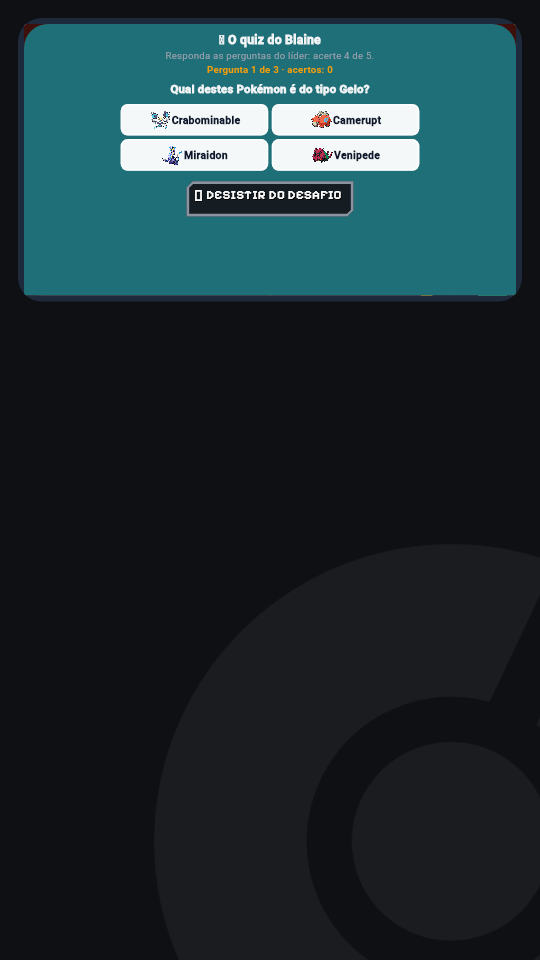 O quiz do Blaine
Responda as perguntas do líder: acerte 4 de 5.
Pergunta 1 de 3 · acertos: 0
Qual destes Pokémon é do tipo Gelo?
Crabominable
Camerupt
Miraidon
Venipede
DESISTIR DO DESAFIO